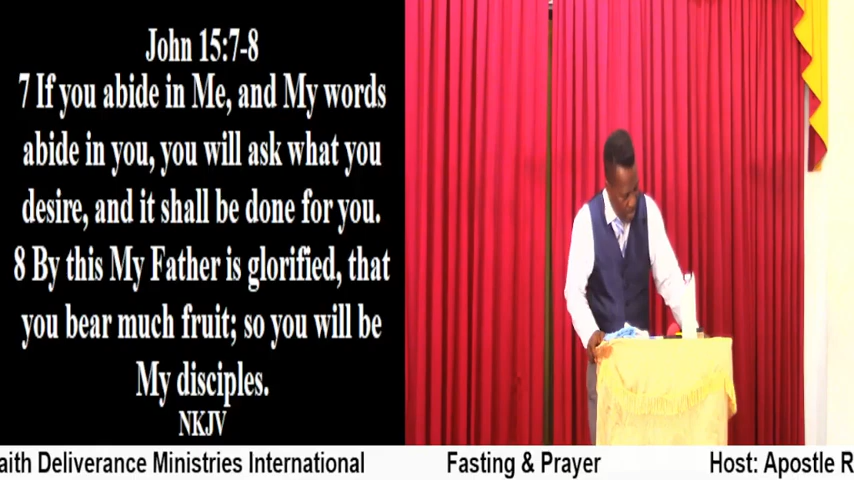 John 15:7-8
7 If you abide in Me, and My words
abide in you, you will ask what you
desire, and it shall be done for you.
8 By this My Father is glorified, that
you bear much fruit; so you will be
My disciples.
NKJV
aith Deliverance Ministries International Fasting & Prayer Host: Apostle R